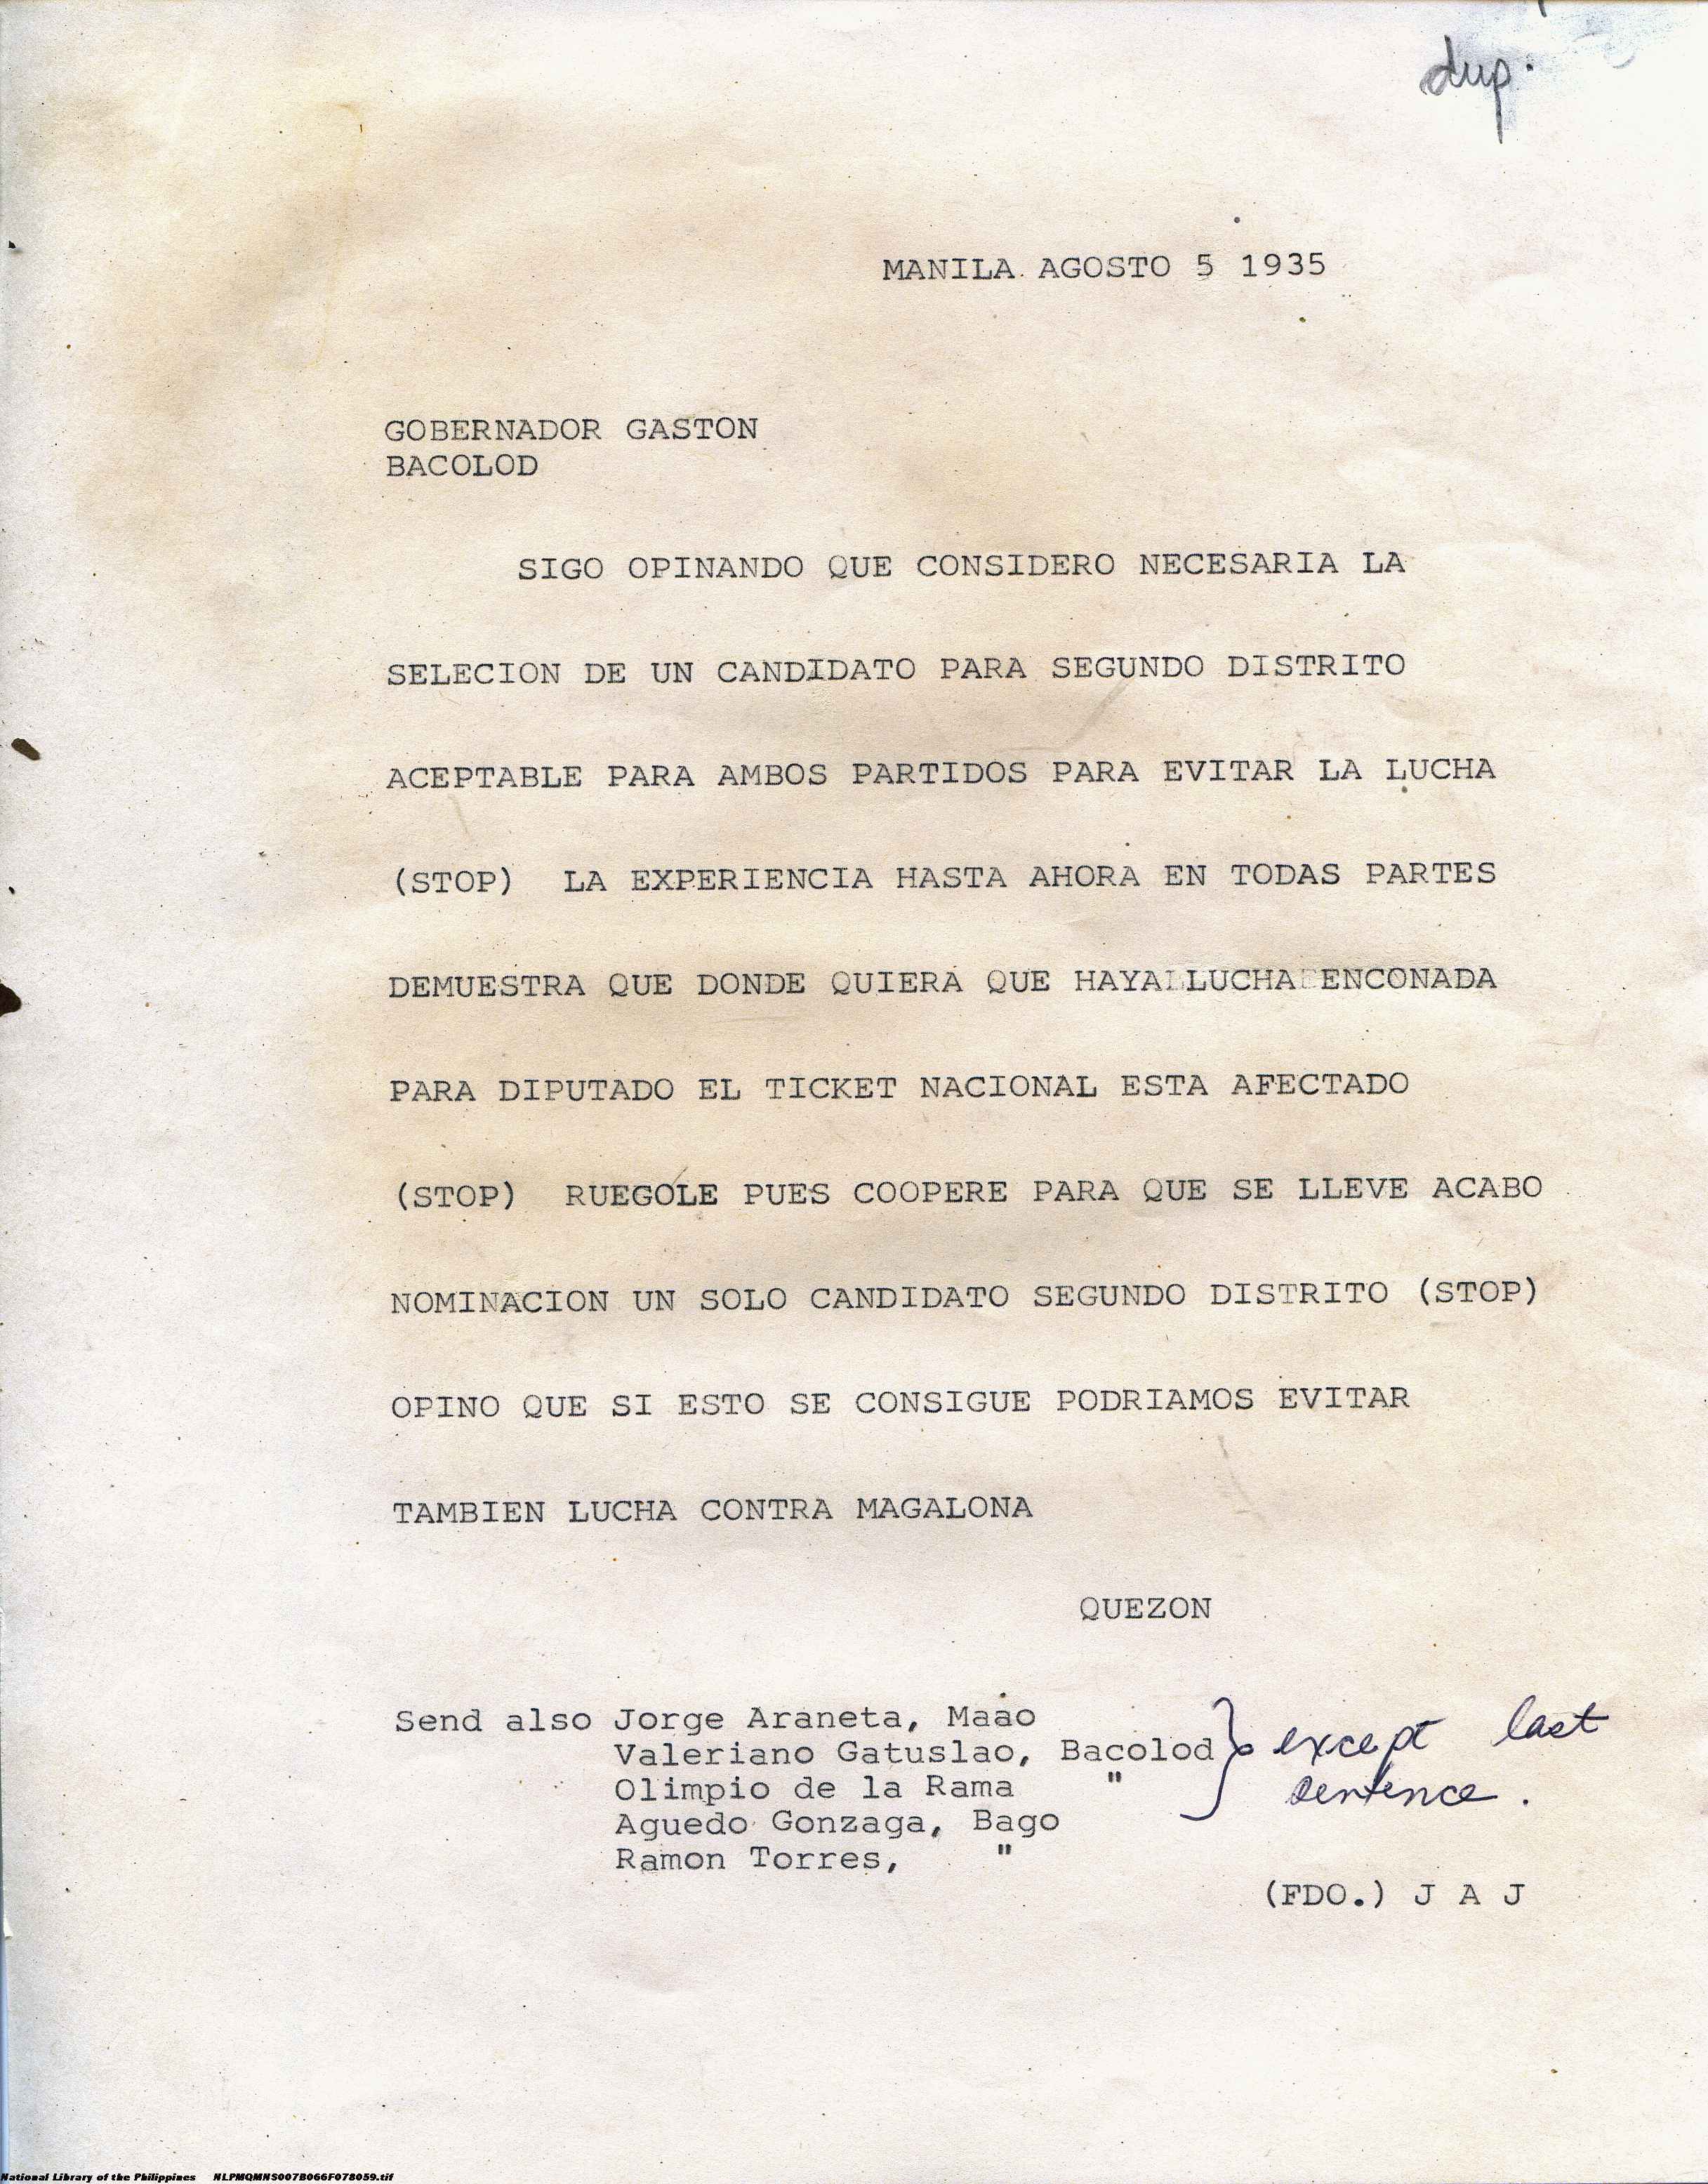 dup.
MANILA AGOSTO 5 1935
GOBERNADOR GASTON
BACOLOD
SIGO OPINANDO QUE CONSIDERO NECESARIA LA
SELECION DE UN CANDIDATO PARA SEGUNDO DISTRITO
ACEPTABLE PARA AMBOS PARTIDOS PARA EVITAR LA LUCHA
(STOP) LA EXPERIENCIA HASTA AHORA EN TODAS PARTES
DEMUESTRA QUE DONDE QUIERA QUE HAYA LUCHA ENCONADA
PARA DIPUTADO EL TICKET NACIONAL ESTA AFECTADO
(STOP) RUEGOLE PUES COOPERE PARA QUE SE LLEVE ACABO
NOMINACION UN SOLO CANDIDATO SEGUNDO DISTRITO (STOP)
OPINO QUE SI ESTO SE CONSIGUE PODRIAMOS EVITAR
TAMBIEN LUCHA CONTRA MAGALONA
QUEZON
Send also Jorge Araneta, Maao
Valeriano Gatuslao, Bacolod } except last
Olimpio de la Rama " sentence.
Aguedo Gonzaga, Bago
Ramon Torres, "
(FDO.) J A J
National Library of the Philippines NLPMQMNS007B066F078059.tif